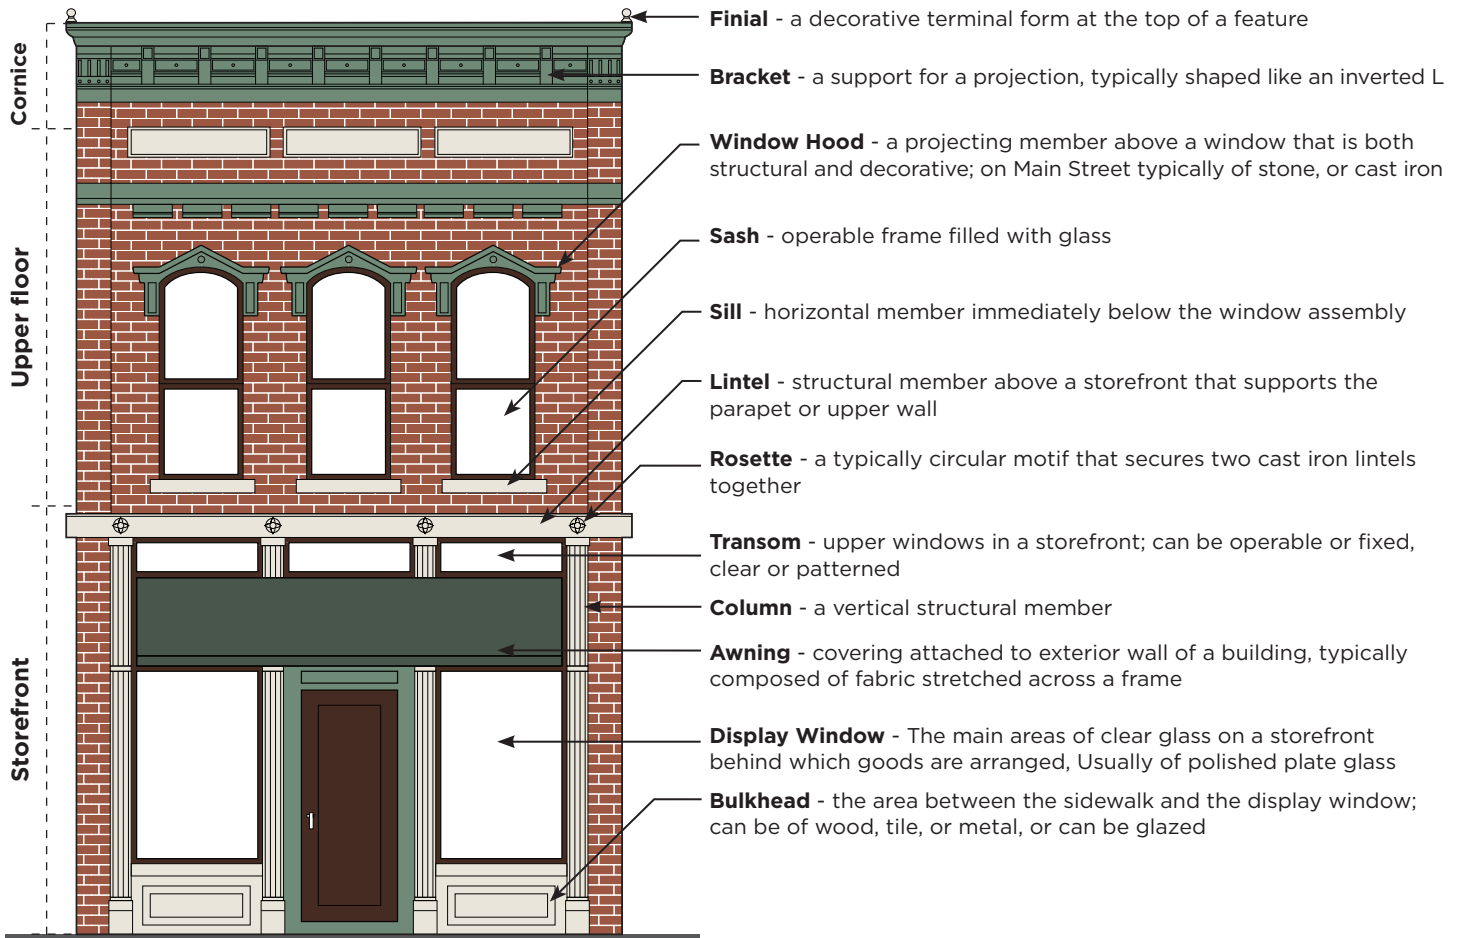 Finial - a decorative terminal form at the top of a feature
Bracket - a support for a projection, typically shaped like an inverted L
Window Hood - a projecting member above a window that is both
structural and decorative; on Main Street typically of stone, or cast iron
Sash - operable frame filled with glass
Sill - horizontal member immediately below the window assembly
Lintel - structural member above a storefront that supports the
parapet or upper wall
Rosette - a typically circular motif that secures two cast iron lintels
together
Transom - upper windows in a storefront; can be operable or fixed,
clear or patterned
Column - a vertical structural member
Awning - covering attached to exterior wall of a building, typically
composed of fabric stretched across a frame
Display Window - The main areas of clear glass on a storefront
behind which goods are arranged, Usually of polished plate glass
Bulkhead - the area between the sidewalk and the display window;
can be of wood, tile, or metal, or can be glazed
Cornice
Upper floor
Storefront